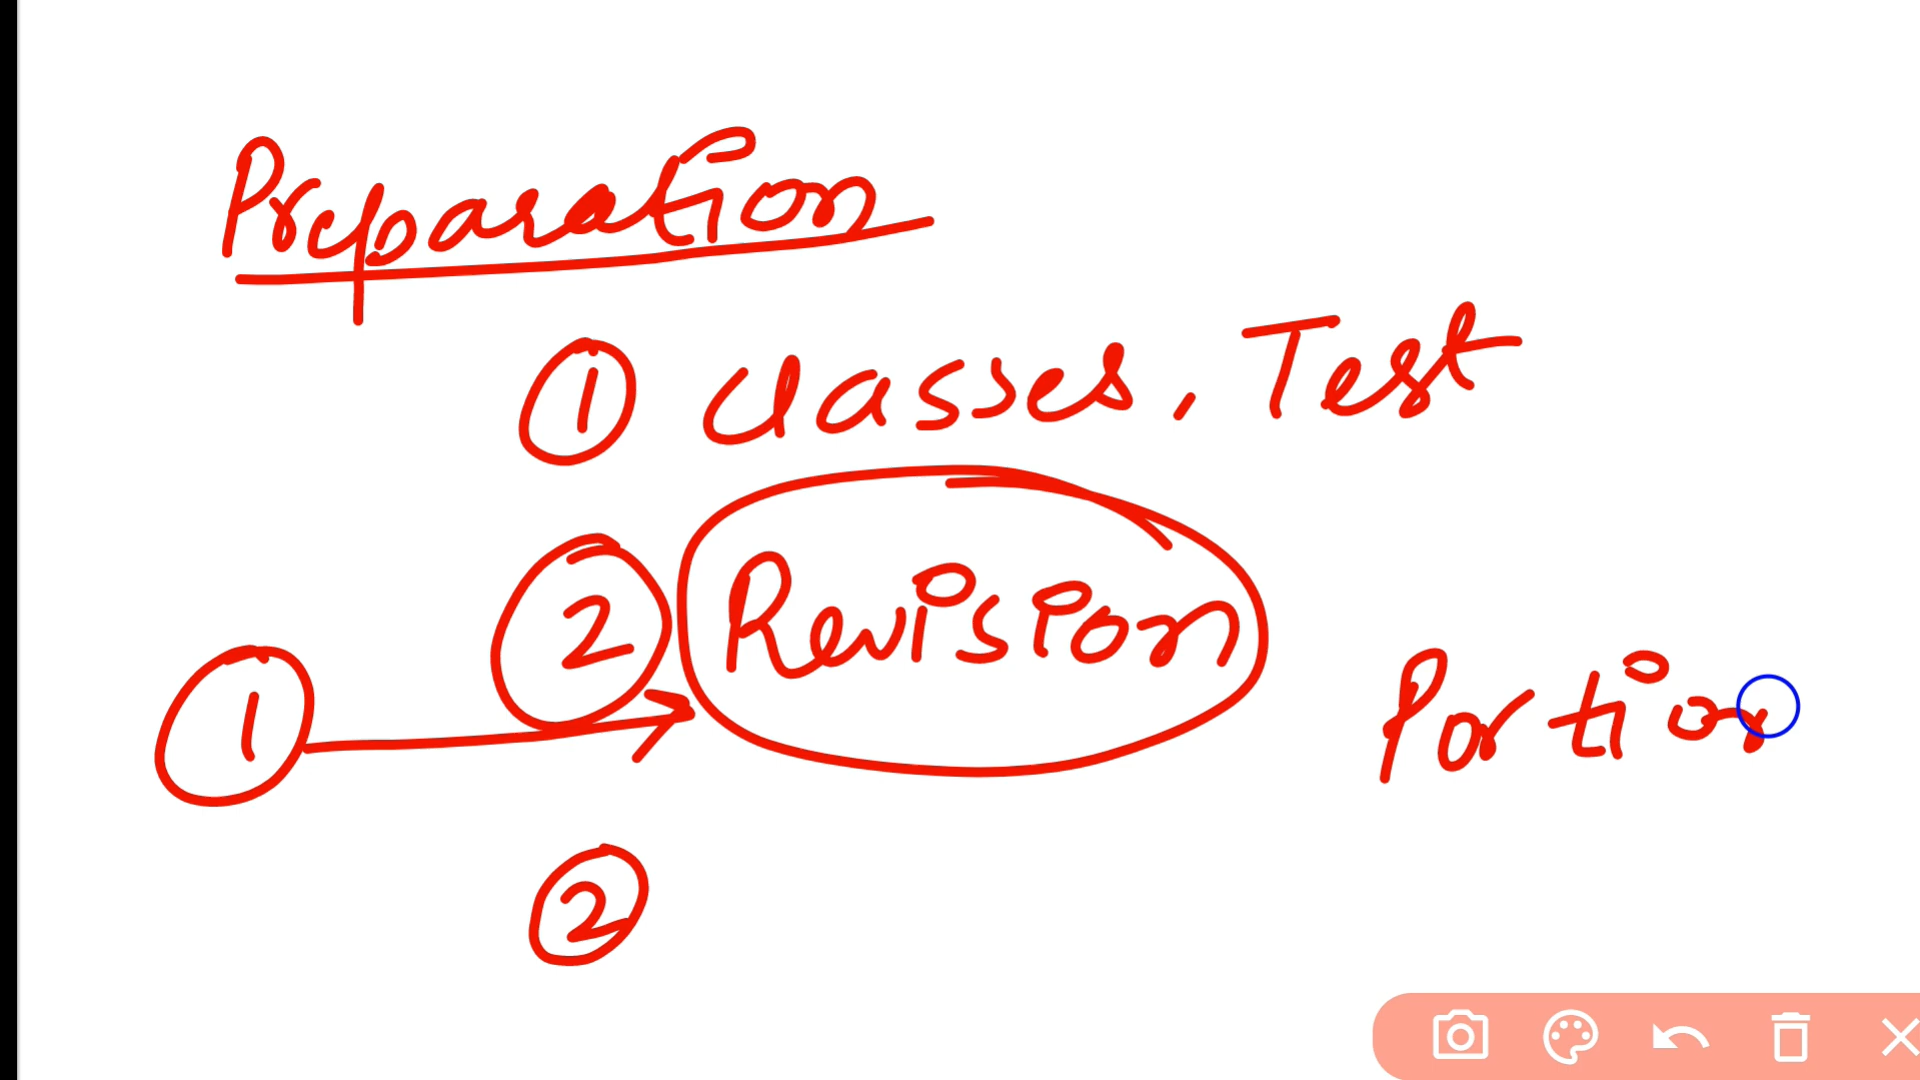 Preparation
① Classes, Test
② Revision
①
Portion
②